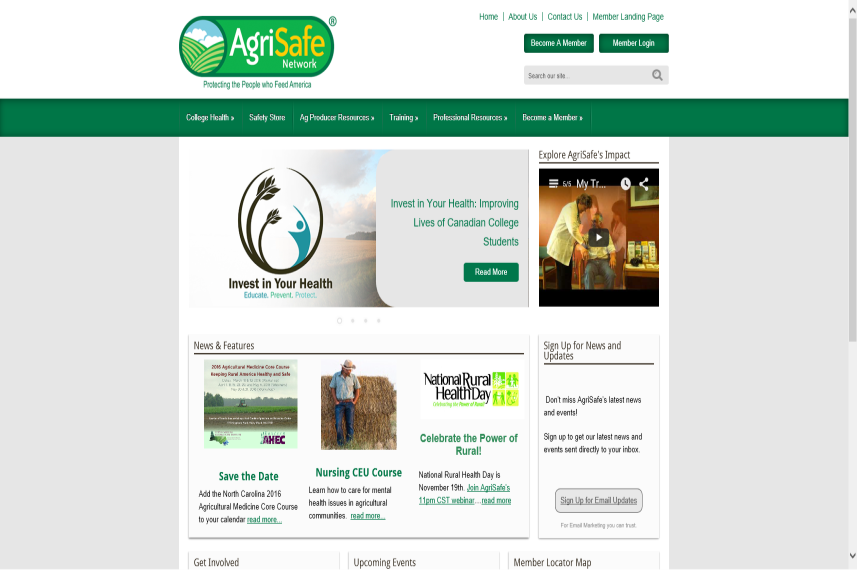 Home | About Us | Contact Us | Member Landing Page
AgriSafe®
Network
Protecting the People who Feed America
Become A Member
Member Login
Search our site...
College Health »
Safety Store
Ag Producer Resources »
Training »
Professional Resources »
Become a Member »
Invest in Your Health
Educate. Prevent. Protect.
Invest in Your Health: Improving
Lives of Canadian College
Students
Read More
Explore AgriSafe's Impact
5/5 My Tr...
News & Features
2016 Agricultural Medicine Core Course
Keeping Rural America Healthy and Safe
AHEC
Save the Date
Add the North Carolina 2016
Agricultural Medicine Core Course
to your calendar read more...
Nursing CEU Course
Learn how to care for mental
health issues in agricultural
communities. read more...
National Rural
Health Day
Celebrating the Power of Rural!
Celebrate the Power of
Rural!
National Rural Health Day is
November 19th. Join AgriSafe's
11pm CST webinar....read more
Sign Up for News and
Updates
Don't miss AgriSafe's latest news
and events!
Sign up to get our latest news and
events sent directly to your inbox.
Sign Up for Email Updates
For Email Marketing you can trust.
Get Involved
Upcoming Events
Member Locator Map